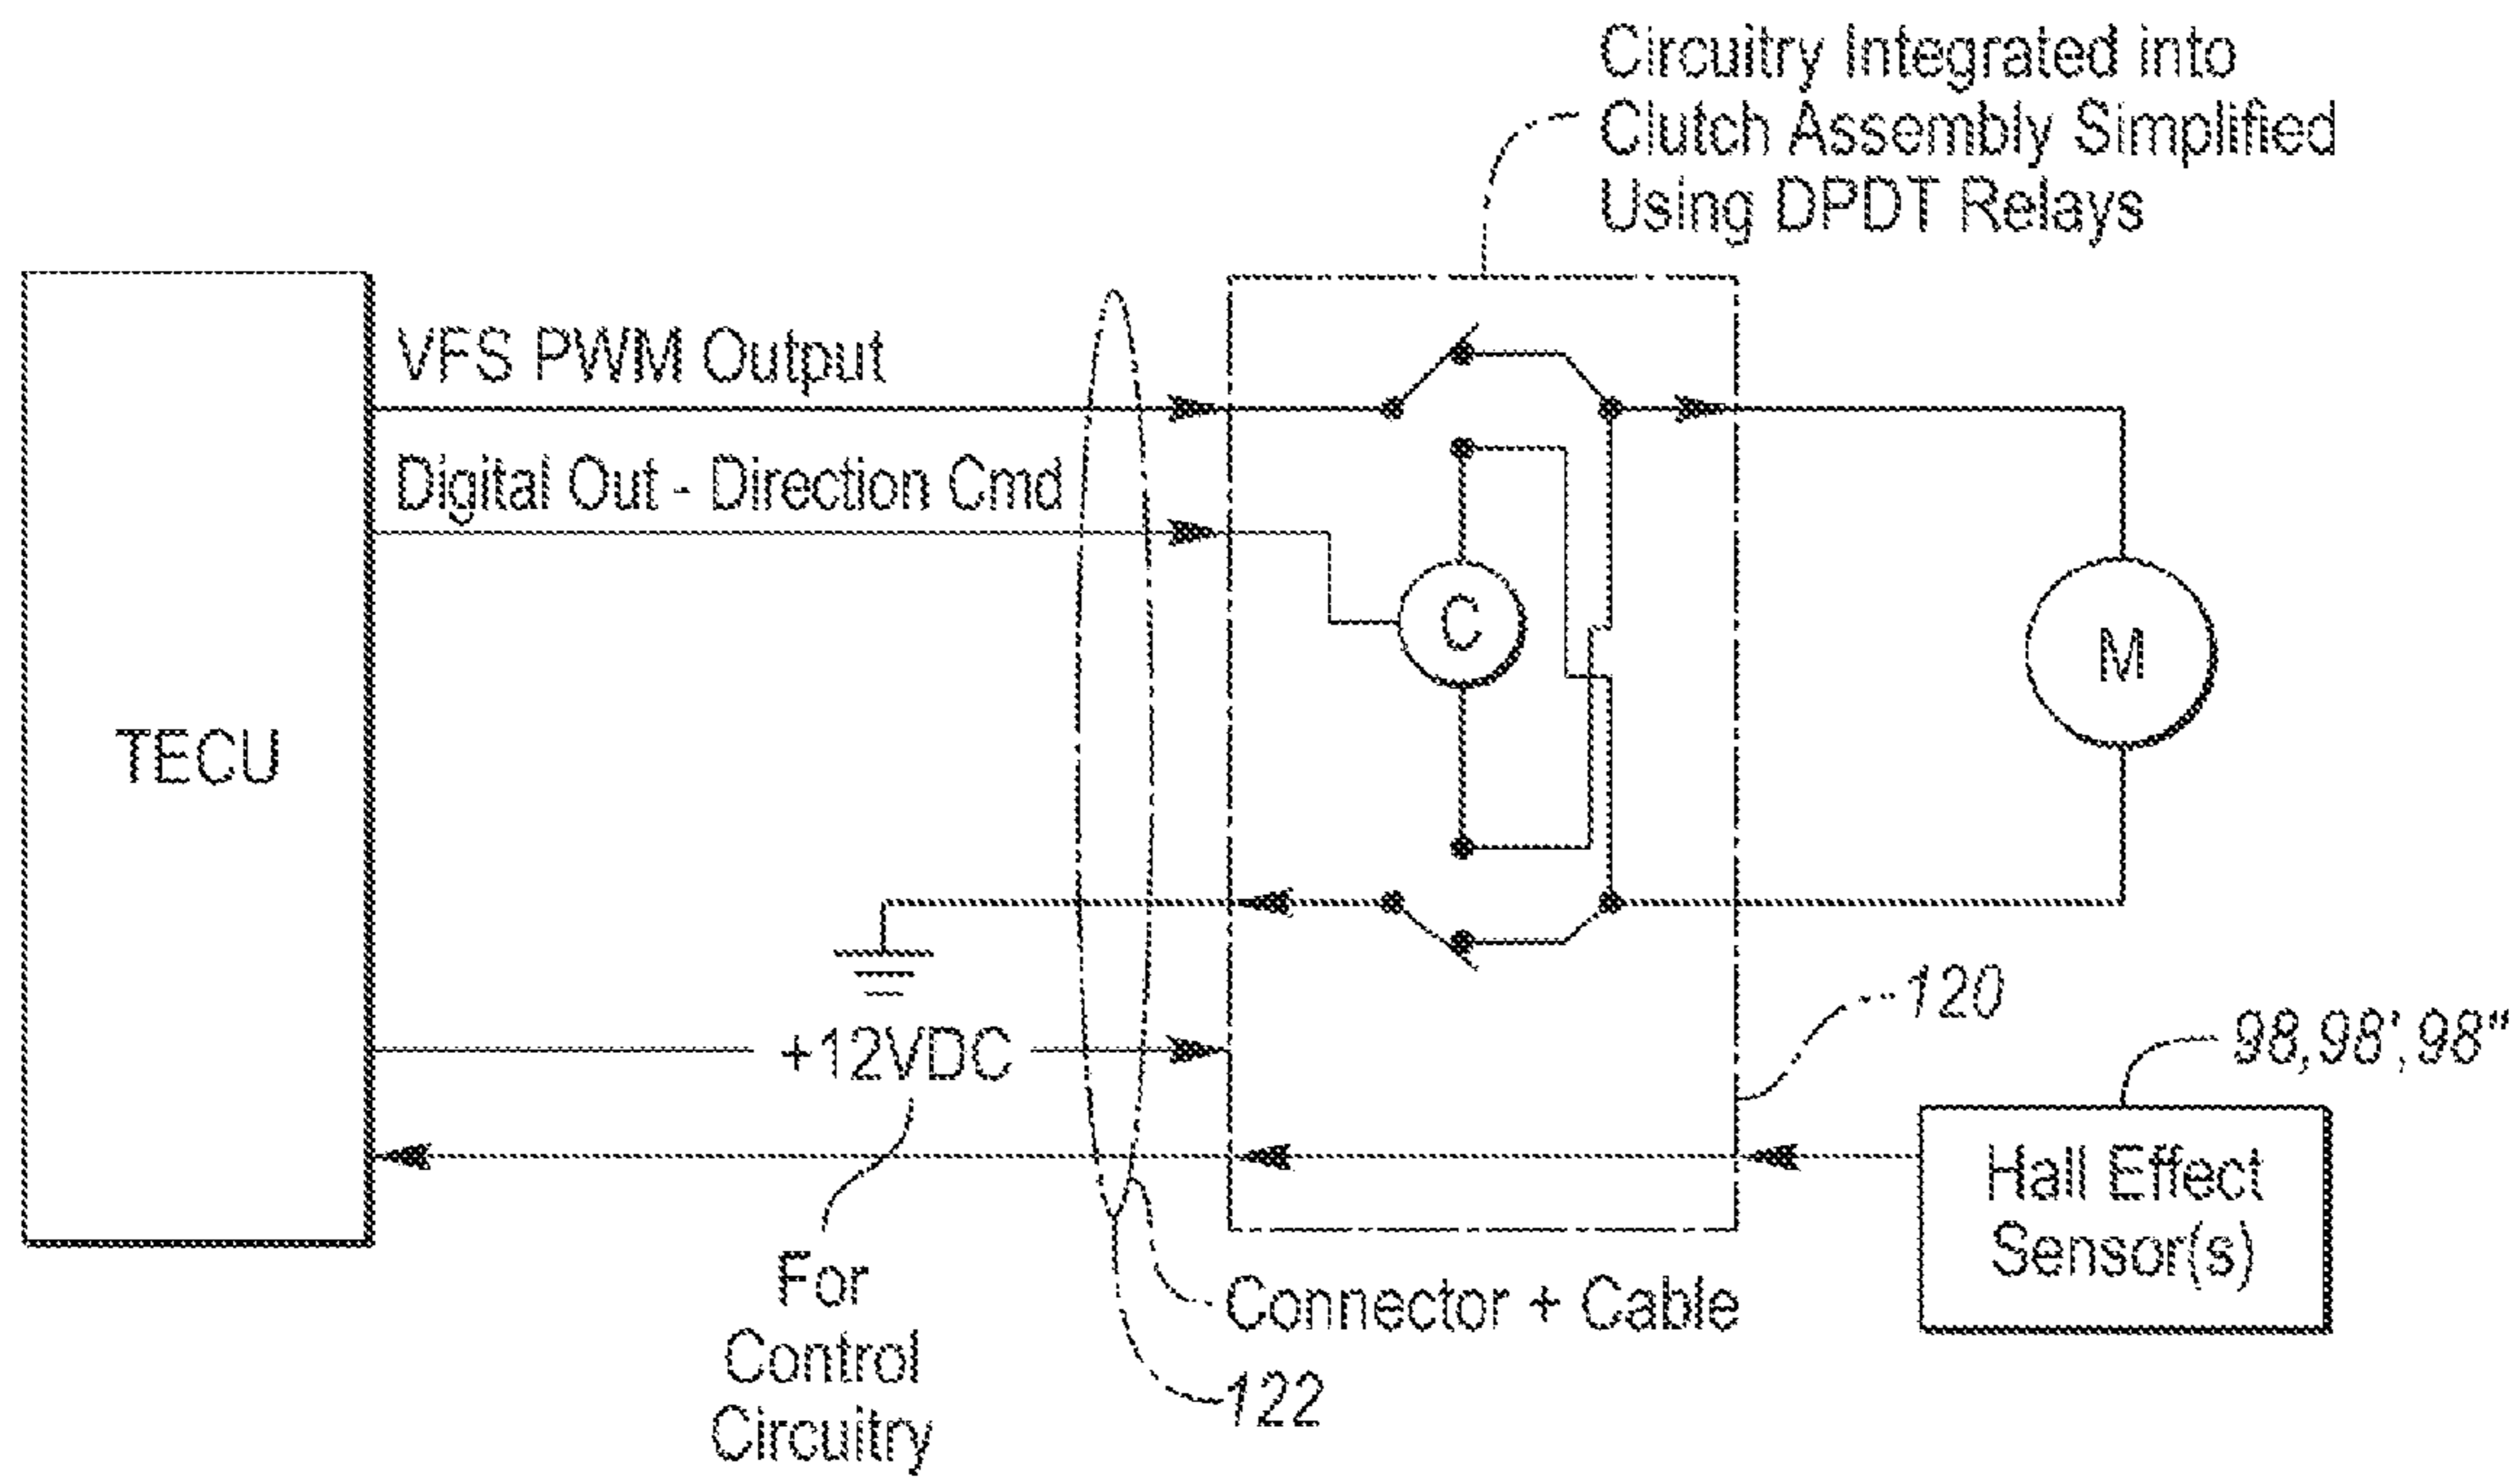 Circuitry Integrated into
Clutch Assembly Simplified
Using DPDT Relays
VFS PWM Output
Digital Out - Direction Cmd
C
M
TECU
120
+12VDC
98,98',98"
Hall Effect
Sensor(s)
For
Control
Circuitry
Connector + Cable
122